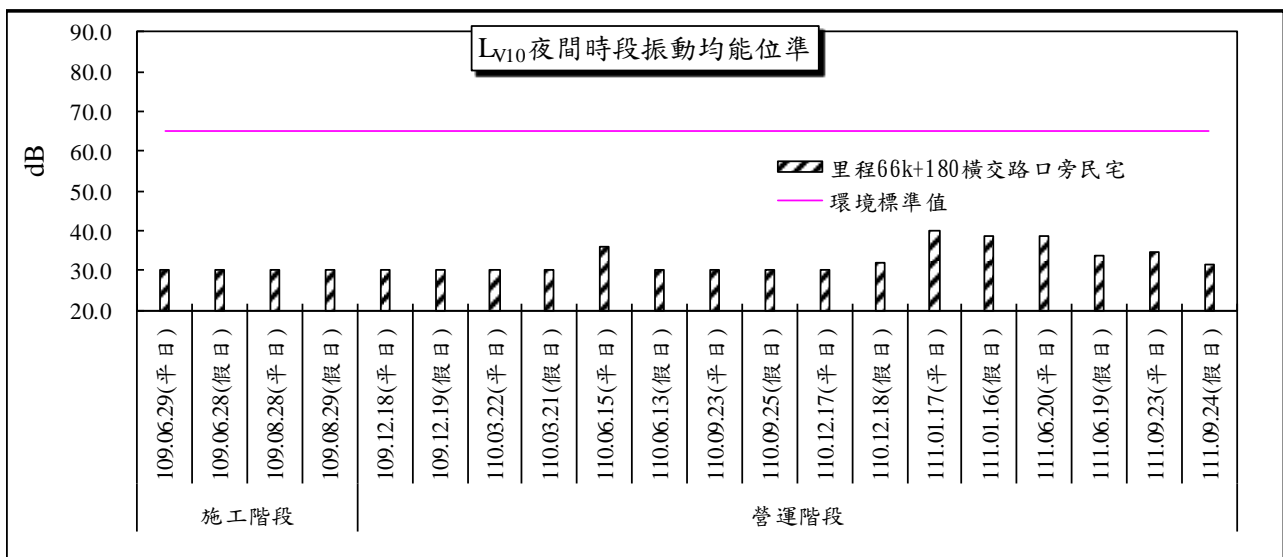 L_V10夜間時段振動均能位準
90.0
80.0
70.0
60.0
50.0
40.0
30.0
20.0
dB
里程66k+180橫交路口旁民宅
環境標準值
109.06.29(平日)
109.06.28(假日)
109.08.28(平日)
109.08.29(假日)
109.12.18(平日)
109.12.19(假日)
110.03.22(平日)
110.03.21(假日)
110.06.15(平日)
110.06.13(假日)
110.09.23(平日)
110.09.25(假日)
110.12.17(平日)
110.12.18(假日)
111.01.17(平日)
111.01.16(假日)
111.06.20(平日)
111.06.19(假日)
111.09.23(平日)
111.09.24(假日)
施工階段
營運階段